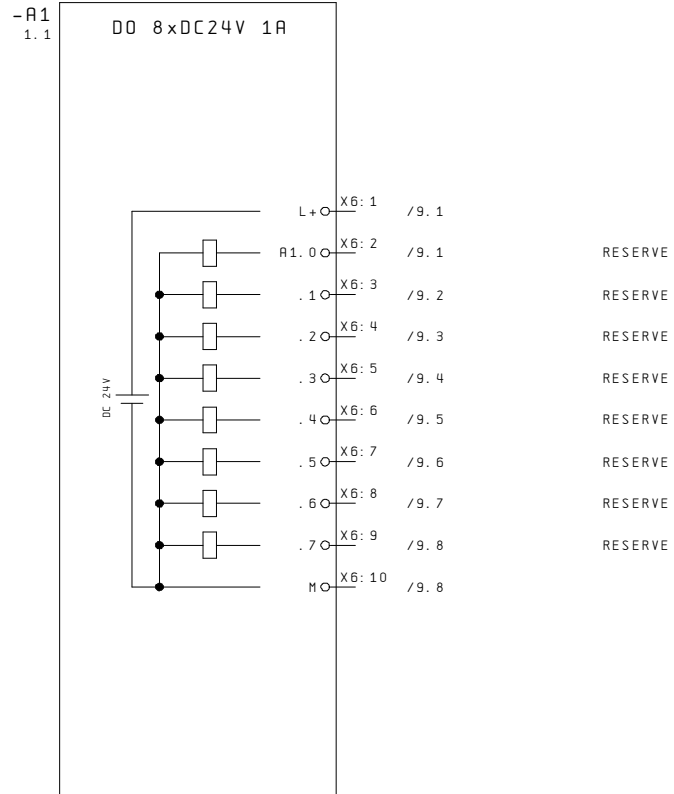 -A1 DO 8xDC24V 1A
1.1
L+ X6:1 /9.1
A1.0 X6:2 /9.1 RESERVE
.1 X6:3 /9.2 RESERVE
.2 X6:4 /9.3 RESERVE
.3 X6:5 /9.4 RESERVE
DC 24V
.4 X6:6 /9.5 RESERVE
.5 X6:7 /9.6 RESERVE
.6 X6:8 /9.7 RESERVE
.7 X6:9 /9.8 RESERVE
M X6:10 /9.8